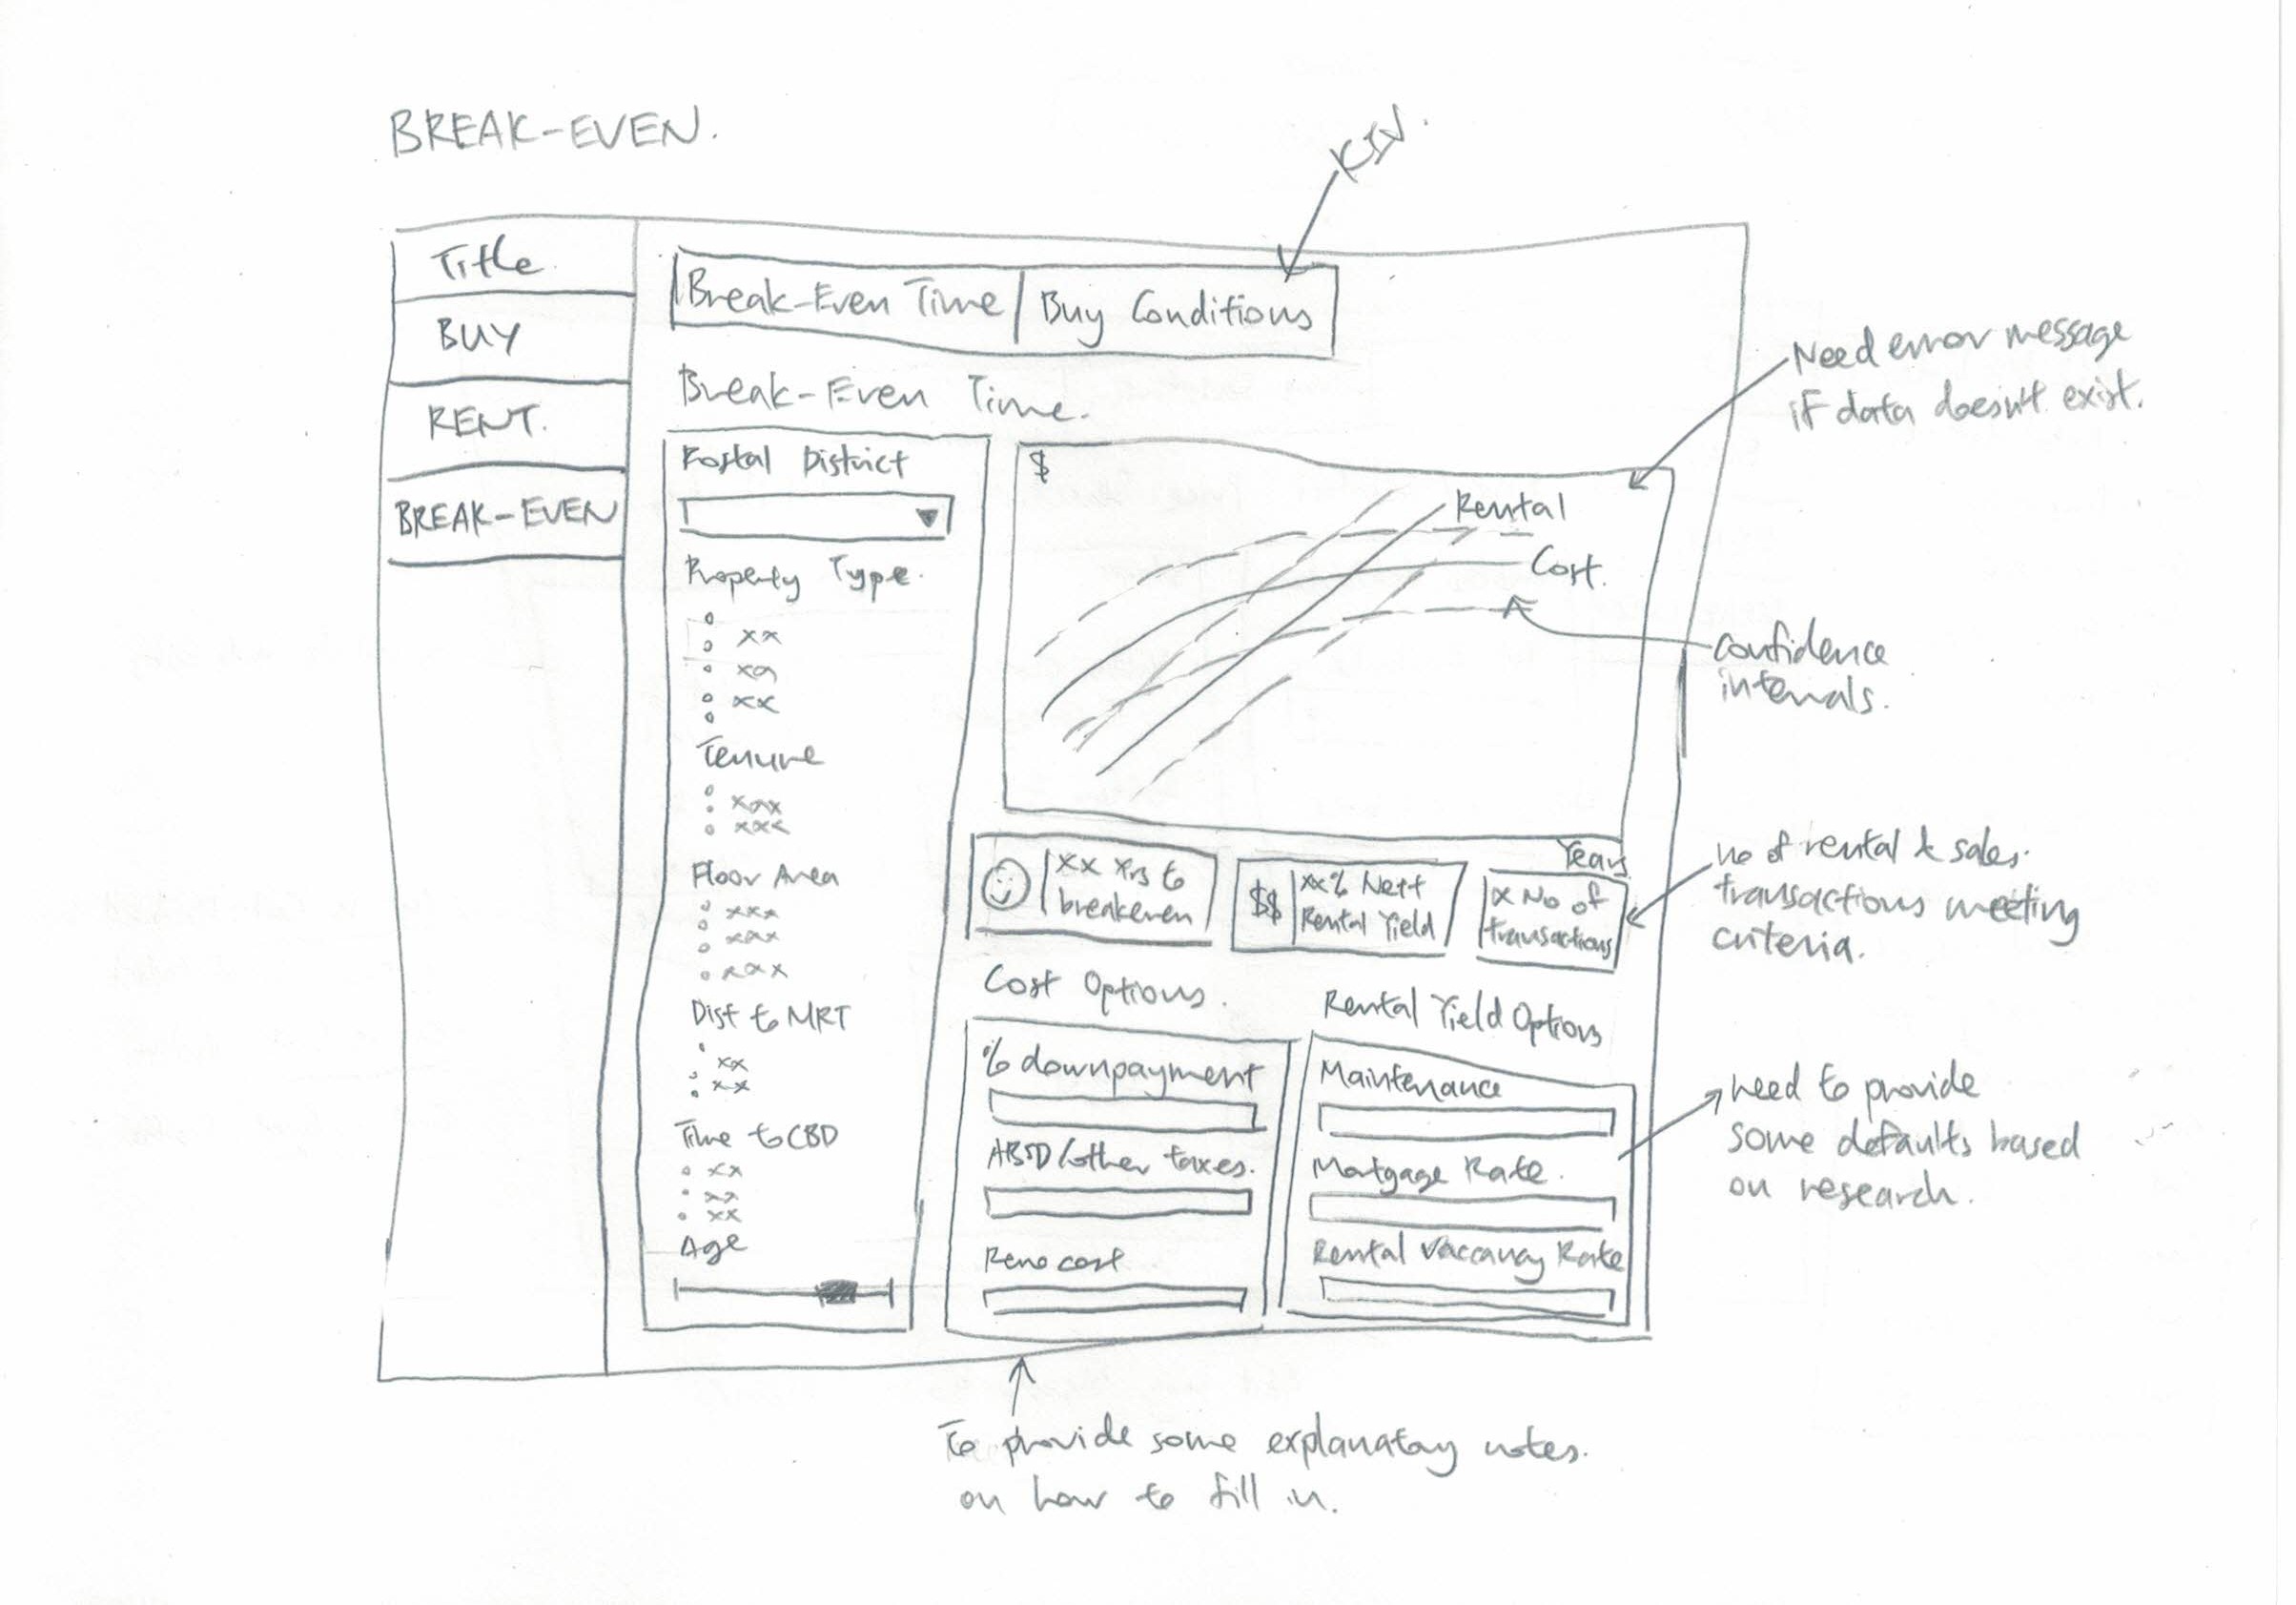 BREAK-EVEN.
KIV.
Title
BUY
RENT.
BREAK-EVEN
Break-Even Time
Buy Conditions
Break-Even Time.
Need error message
if data doesn't exist.
Postal District
Property Type.
xx
xx
xx
Tenure
xxx
xxx
Floor Area
xxx
xxx
xxx
Dist to MRT
xx
xx
Time to CBD
xx
xx
xx
Age
$
Rental
Cost.
Years
confidence
intervals.
xx Yrs to
breakeven
$$
xx% Nett
Rental Yield
x No of
transactions
no of rental & sales.
transactions meeting
criteria.
Cost Options.
% downpayment
ABSD/other taxes.
Reno cost
Rental Yield Options
Maintenance
Mortgage Rate.
Rental Vaccancy Rate
need to provide
some defaults based
on research.
To provide some explanatory notes.
on how to fill in.